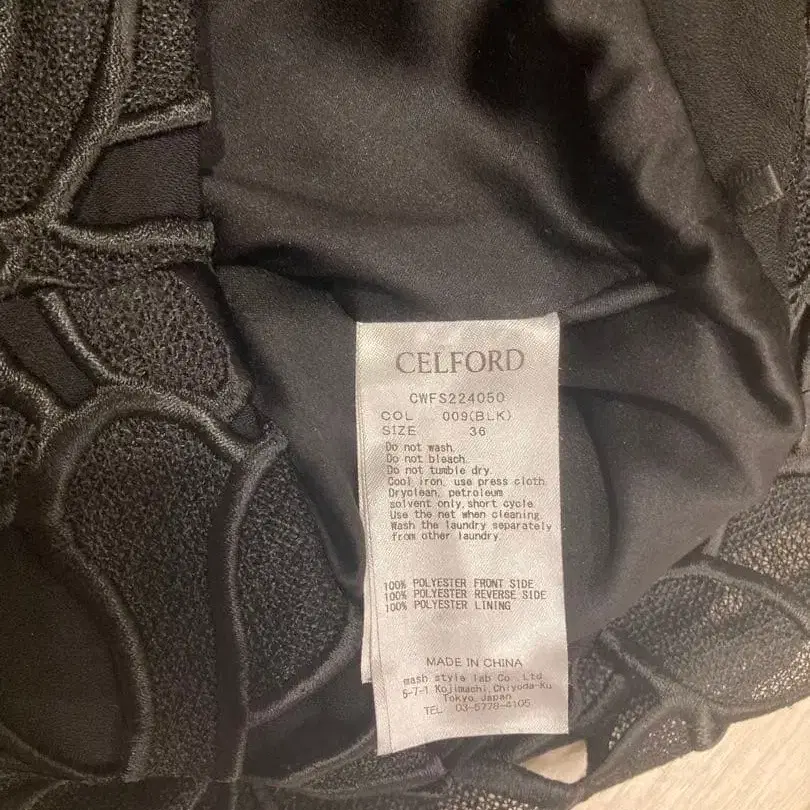 CELFORD
CWFS224050
COL 009(BLK)
SIZE 36
Do not wash.
Do not bleach.
Do not tumble dry.
Cool iron, use press cloth.
Dryclean, petroleum
solvent only,short cycle.
Use the net when cleaning.
Wash the laundry separately
from other laundry.
100% POLYESTER FRONT SIDE
100% POLYESTER REVERSE SIDE
100% POLYESTER LINING
MADE IN CHINA
mash style lab Co.,Ltd.
5-7-1 Kojimachi,Chiyoda-Ku
Tokyo,Japan
TEL 03-5778-4105